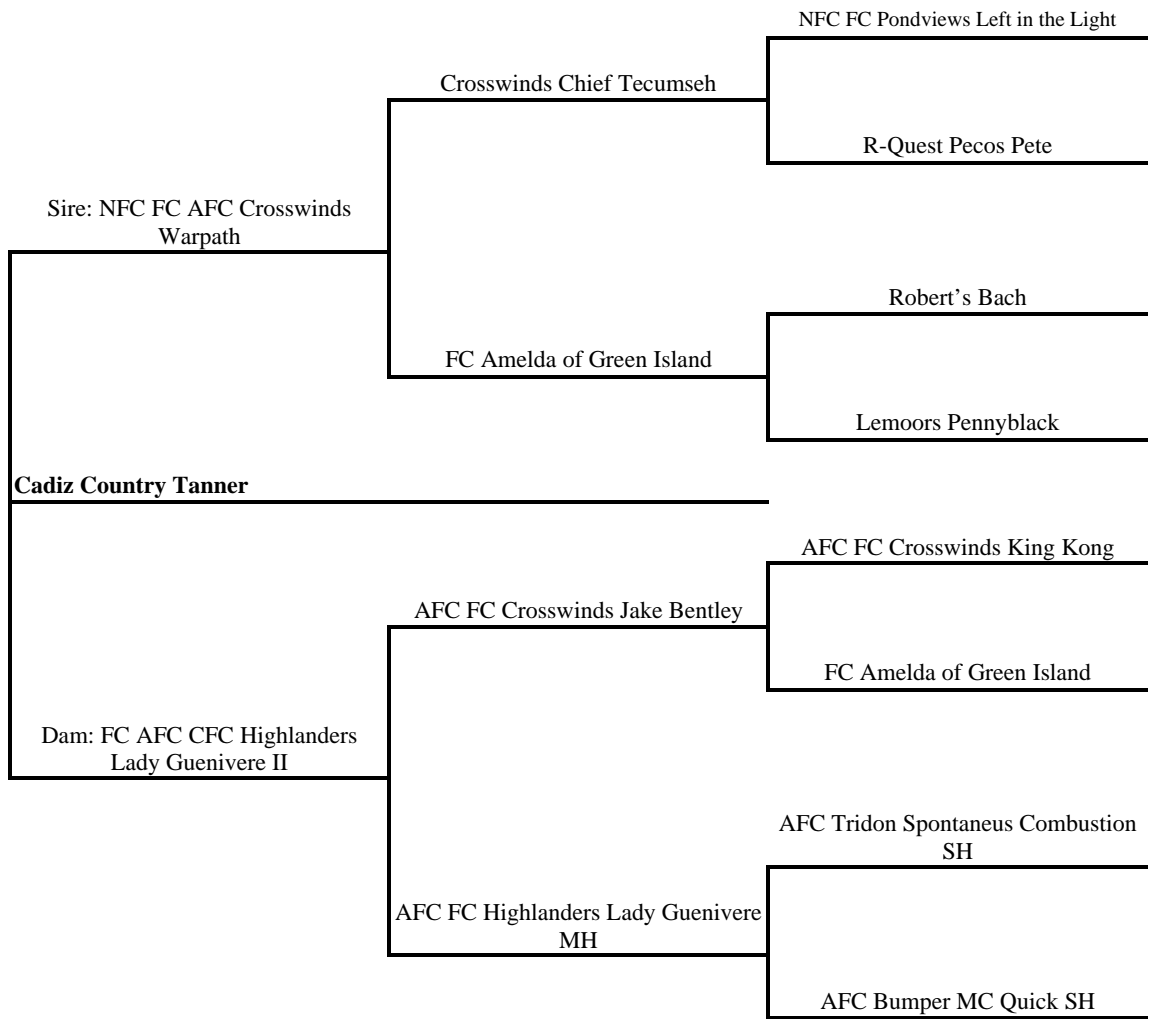 NFC FC Pondviews Left in the Light
Crosswinds Chief Tecumseh
R-Quest Pecos Pete
Sire: NFC FC AFC Crosswinds
Warpath
Robert’s Bach
FC Amelda of Green Island
Lemoors Pennyblack
Cadiz Country Tanner
AFC FC Crosswinds King Kong
AFC FC Crosswinds Jake Bentley
FC Amelda of Green Island
Dam: FC AFC CFC Highlanders
Lady Guenivere II
AFC Tridon Spontaneus Combustion
SH
AFC FC Highlanders Lady Guenivere
MH
AFC Bumper MC Quick SH